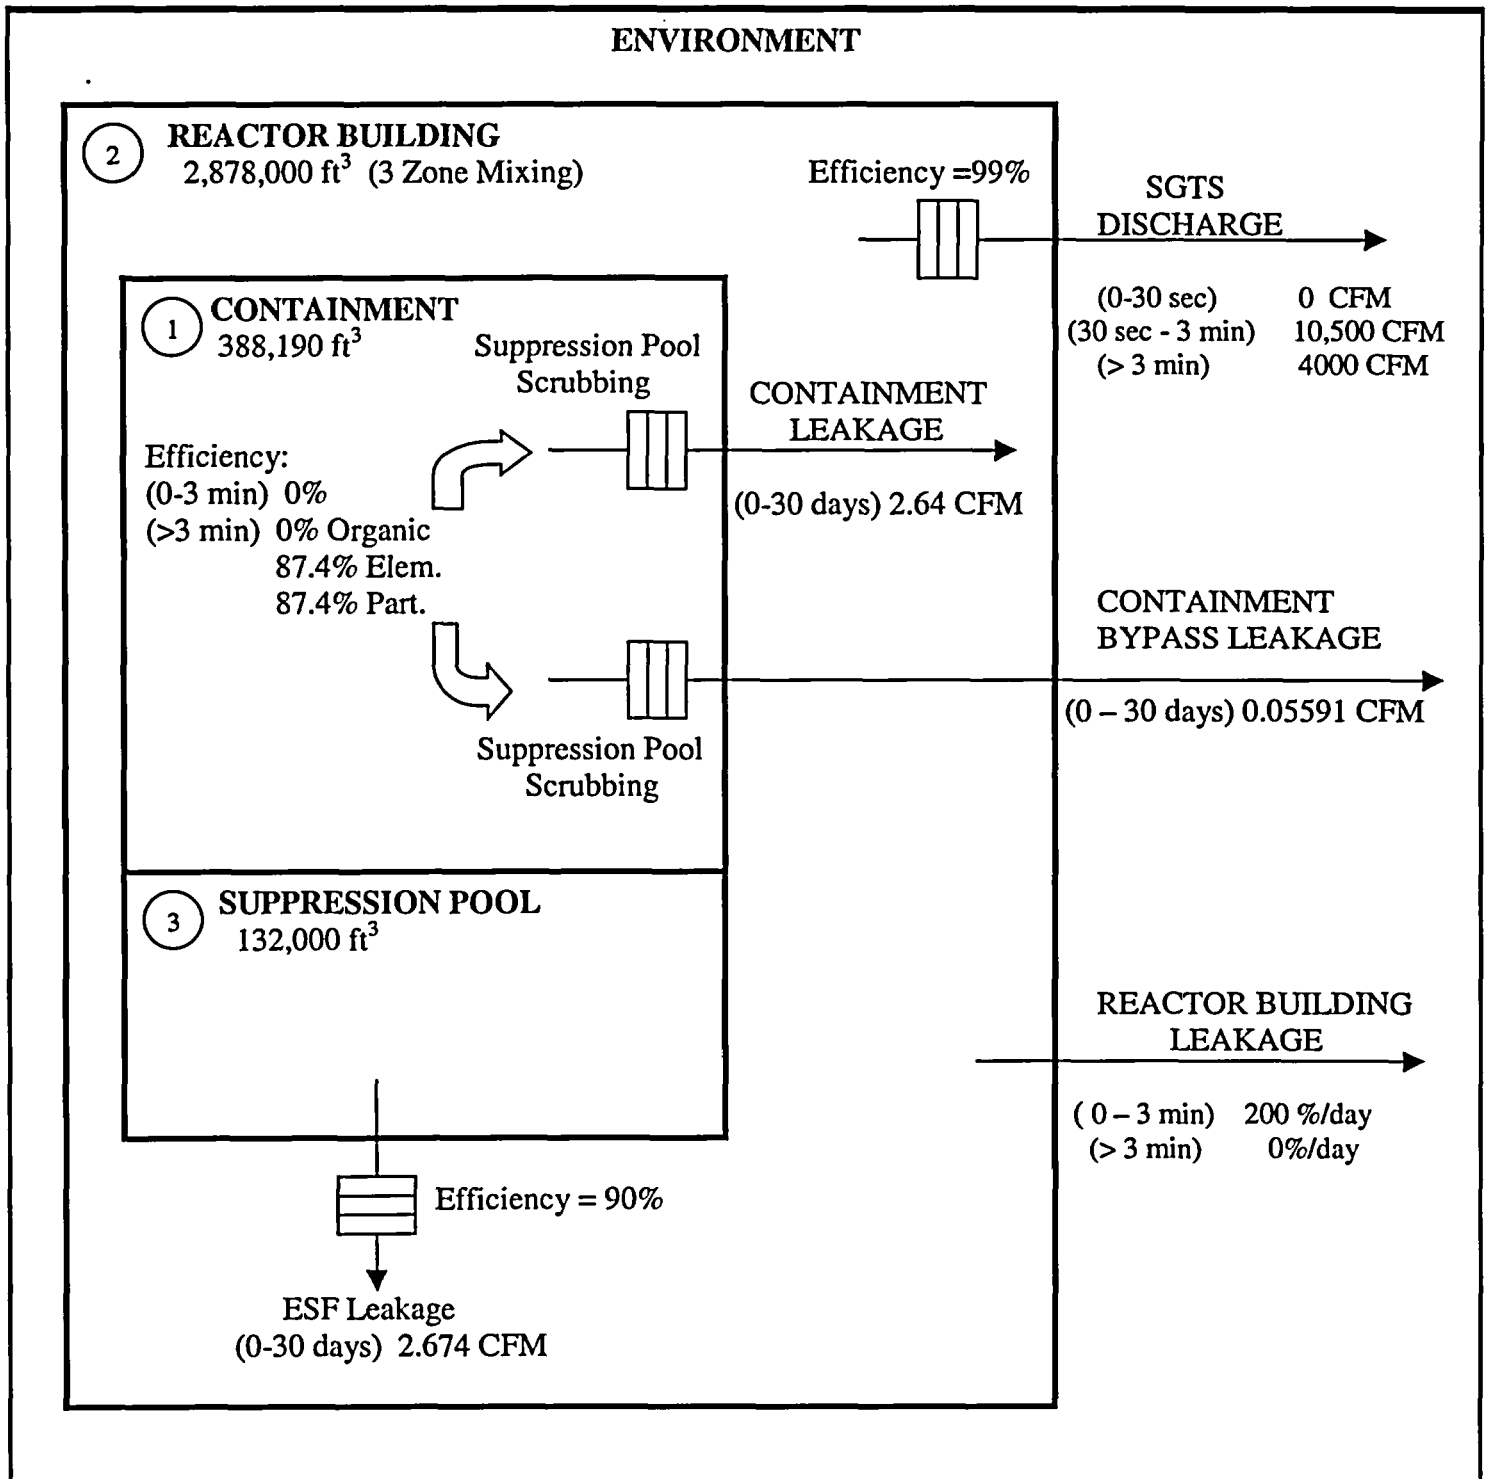 ENVIRONMENT
2
REACTOR BUILDING
2,878,000 ft³ (3 Zone Mixing)
Efficiency =99%
SGTS
DISCHARGE
(0-30 sec) 0 CFM
(30 sec - 3 min) 10,500 CFM
(> 3 min) 4000 CFM
1
CONTAINMENT
388,190 ft³
Suppression Pool
Scrubbing
Efficiency:
(0-3 min) 0%
(>3 min) 0% Organic
87.4% Elem.
87.4% Part.
CONTAINMENT
LEAKAGE
(0-30 days) 2.64 CFM
CONTAINMENT
BYPASS LEAKAGE
(0 – 30 days) 0.05591 CFM
Suppression Pool
Scrubbing
3
SUPPRESSION POOL
132,000 ft³
REACTOR BUILDING
LEAKAGE
( 0 – 3 min) 200 %/day
(> 3 min) 0%/day
Efficiency = 90%
ESF Leakage
(0-30 days) 2.674 CFM